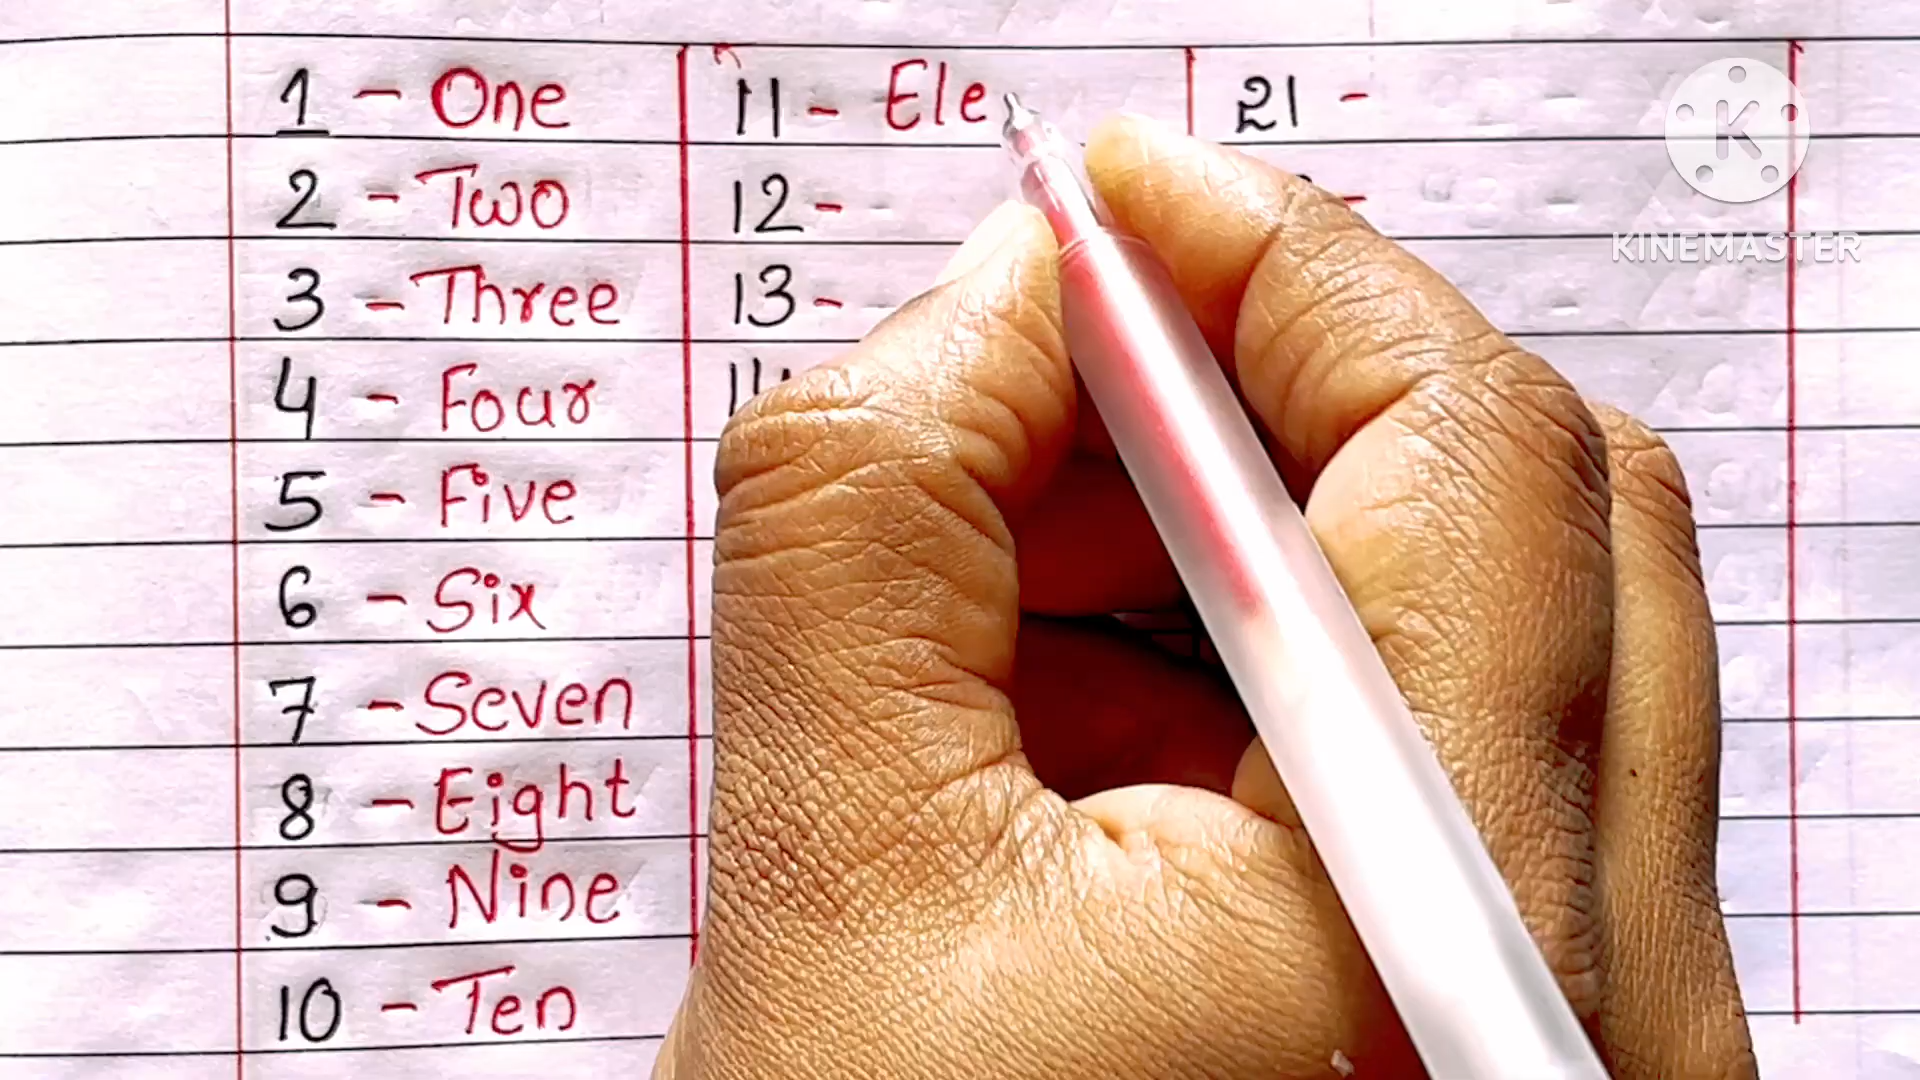 1 - One
2 - Two
3 - Three
4 - Four
5 - Five
6 - Six
7 - Seven
8 - Eight
9 - Nine
10 - Ten
11 - Ele
12 -
13 -
21 -
K
KINEMASTER